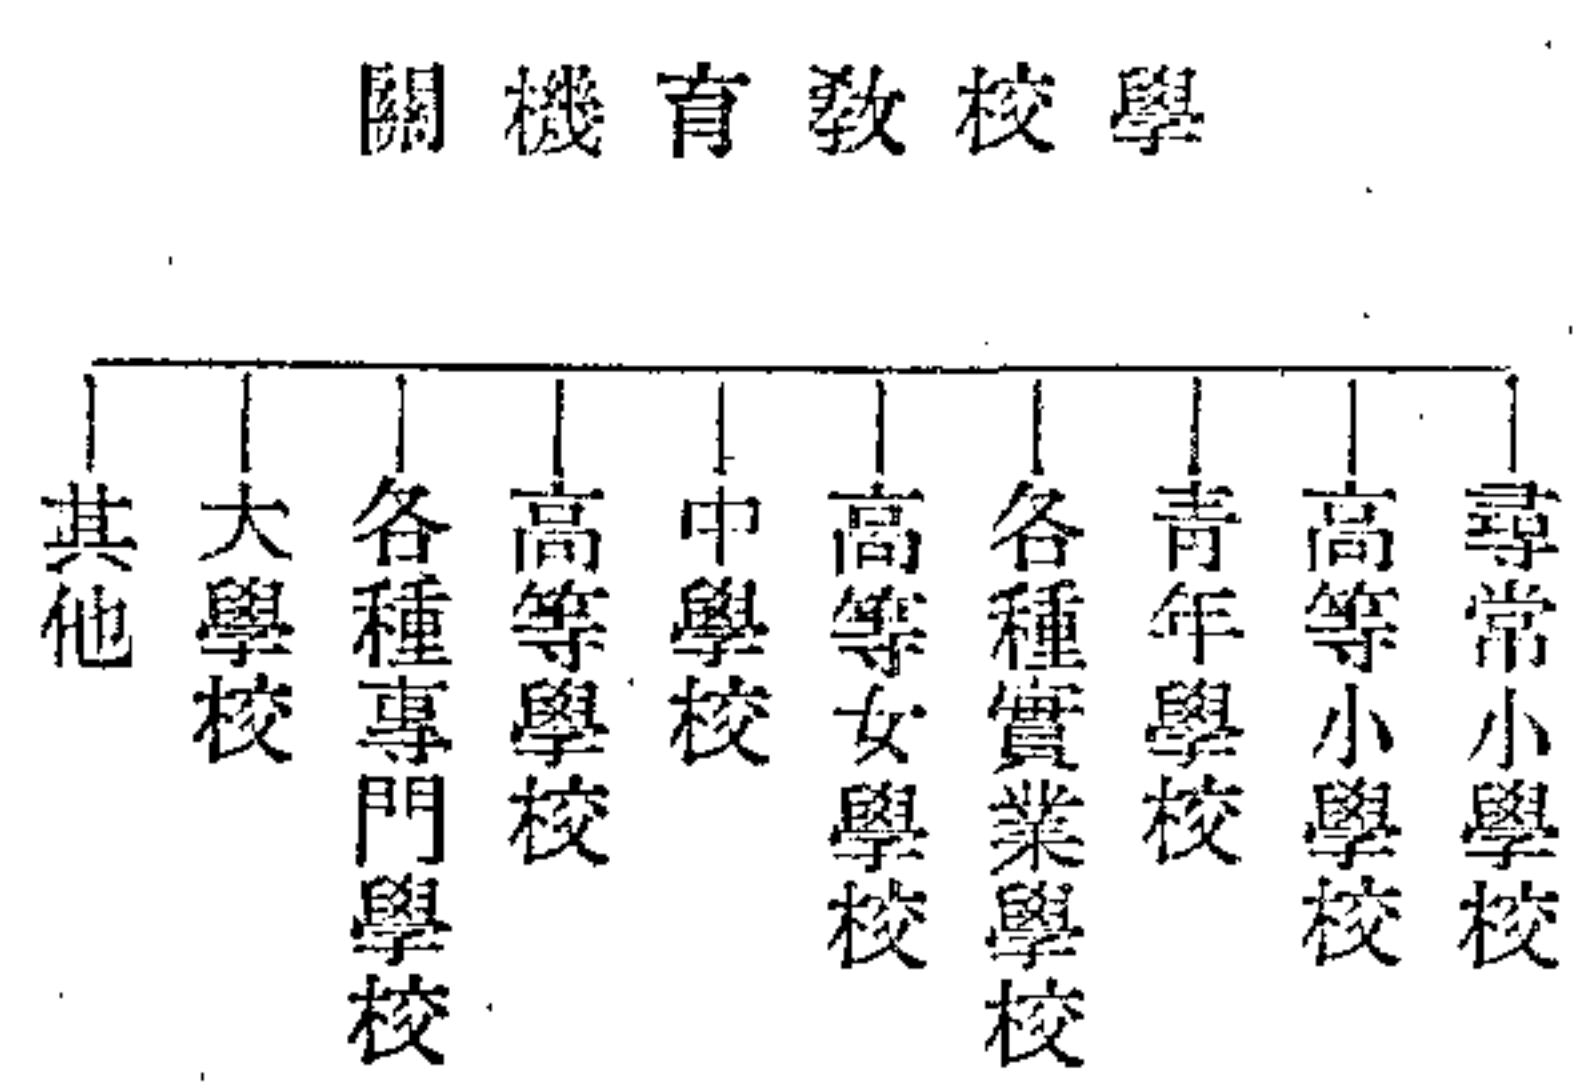 學校教育機關
尋常小學校
高等小學校
青年學校
各種實業學校
高等女學校
中學校
高等學校
各種專門學校
大學校
其他